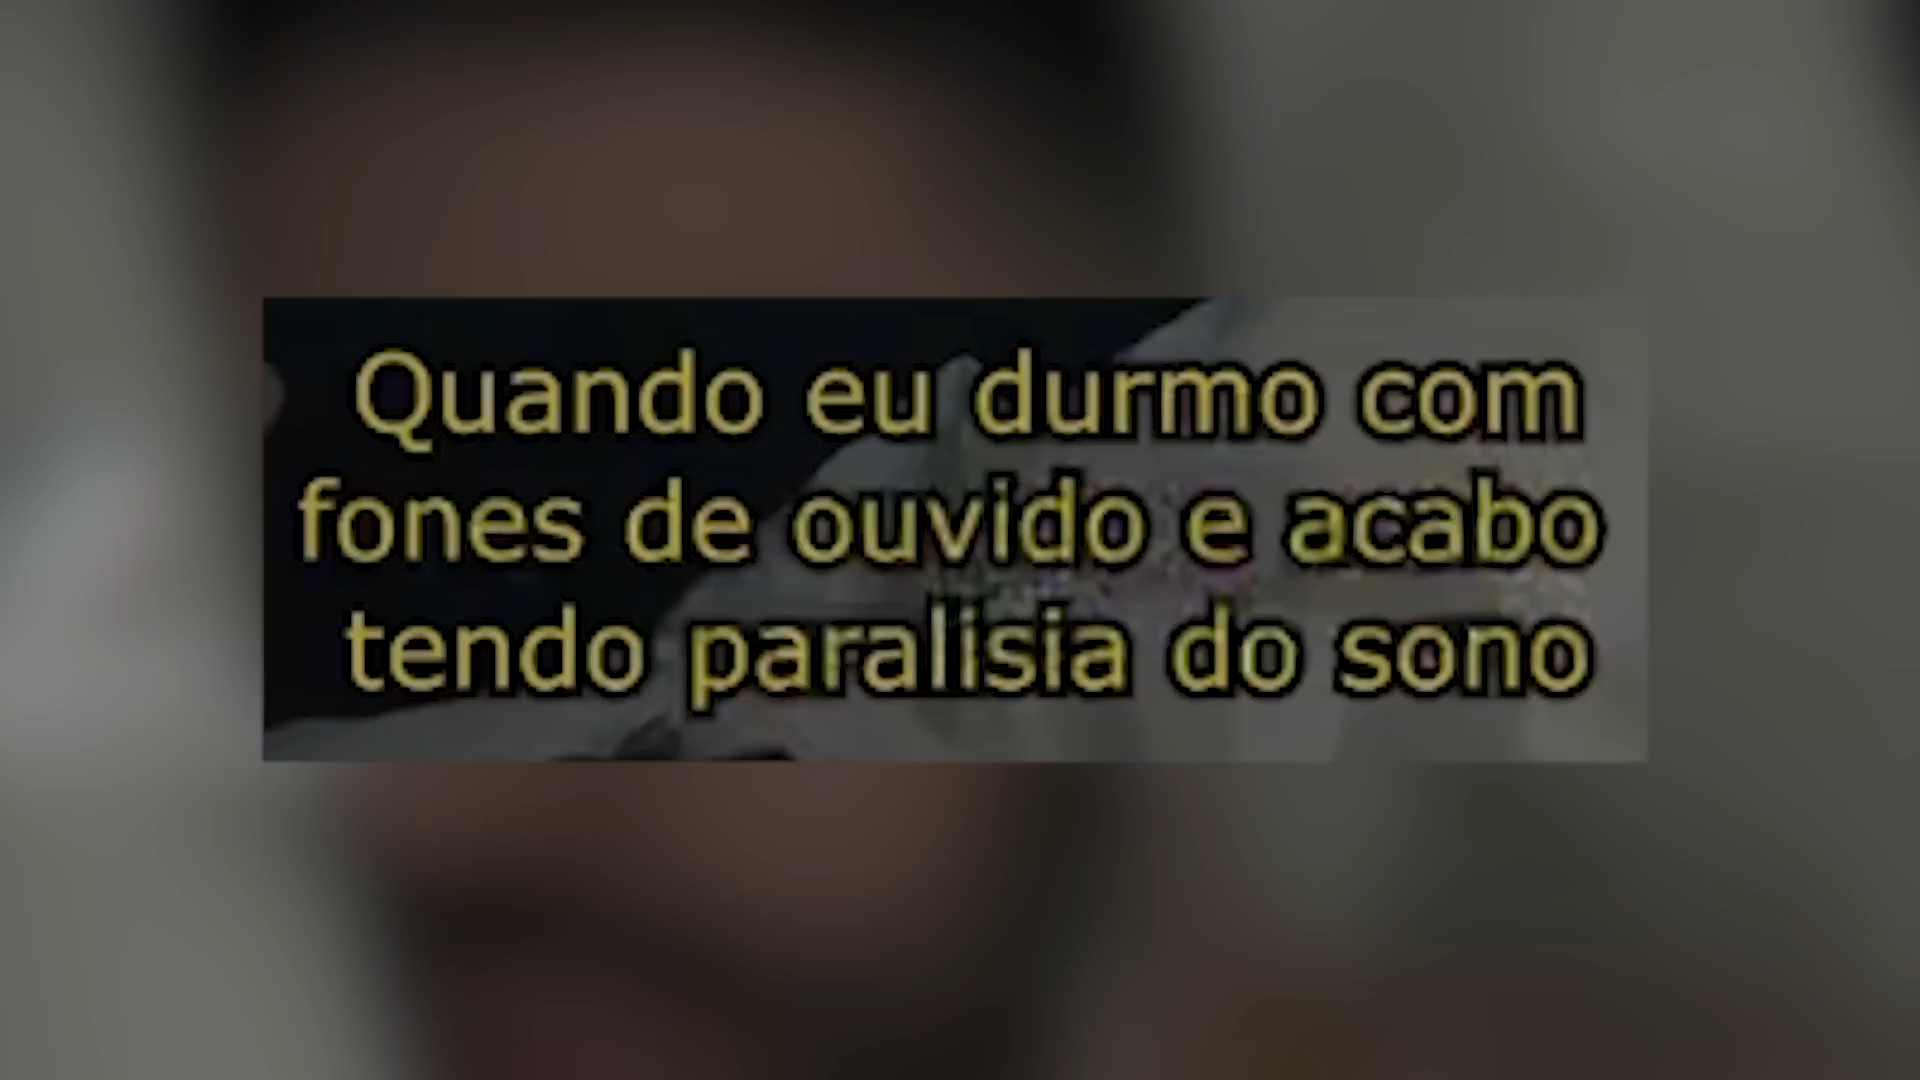 Quando eu durmo com
fones de ouvido e acabo
tendo paralisia do sono